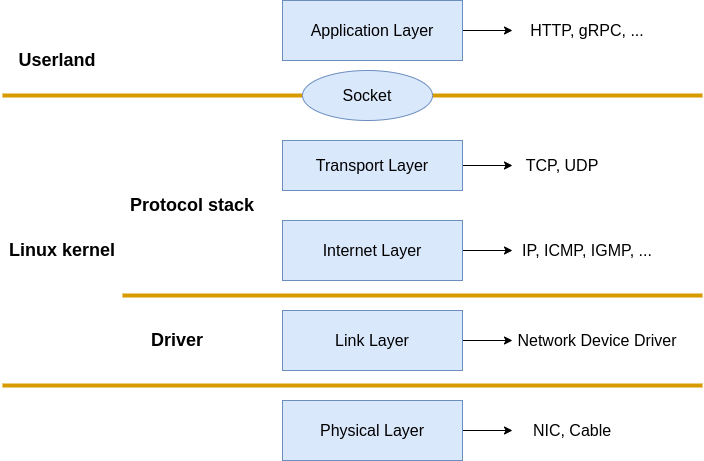 Application Layer
HTTP, gRPC, ...
Userland
Socket
Transport Layer
TCP, UDP
Protocol stack
Linux kernel
Internet Layer
IP, ICMP, IGMP, ...
Driver
Link Layer
Network Device Driver
Physical Layer
NIC, Cable